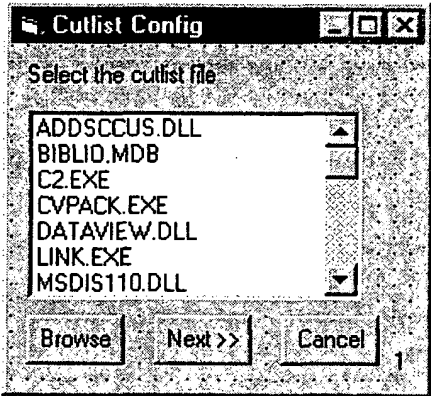 Cutlist Config
Select the cutlist file
ADDSCCUS.DLL
BIBLIO.MDB
C2.EXE
CVPACK.EXE
DATAVIEW.DLL
LINK.EXE
MSDIS110.DLL
Browse Next >> Cancel
1